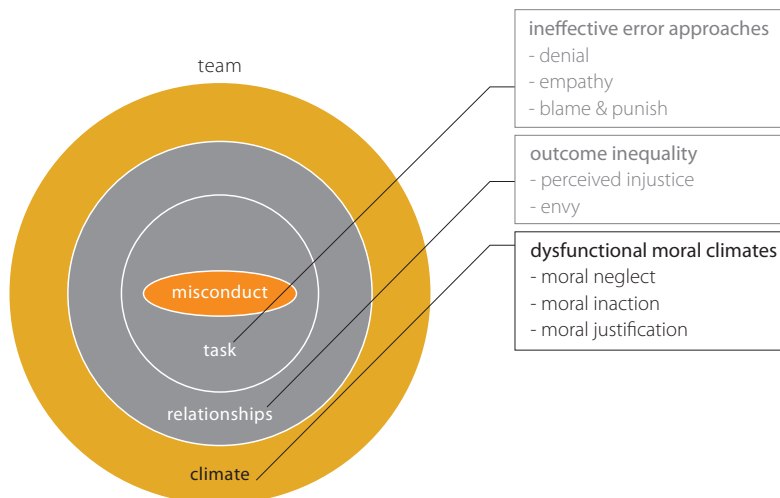 team
misconduct
task
relationships
climate
ineffective error approaches
- denial
- empathy
- blame & punish
outcome inequality
- perceived injustice
- envy
dysfunctional moral climates
- moral neglect
- moral inaction
- moral justification